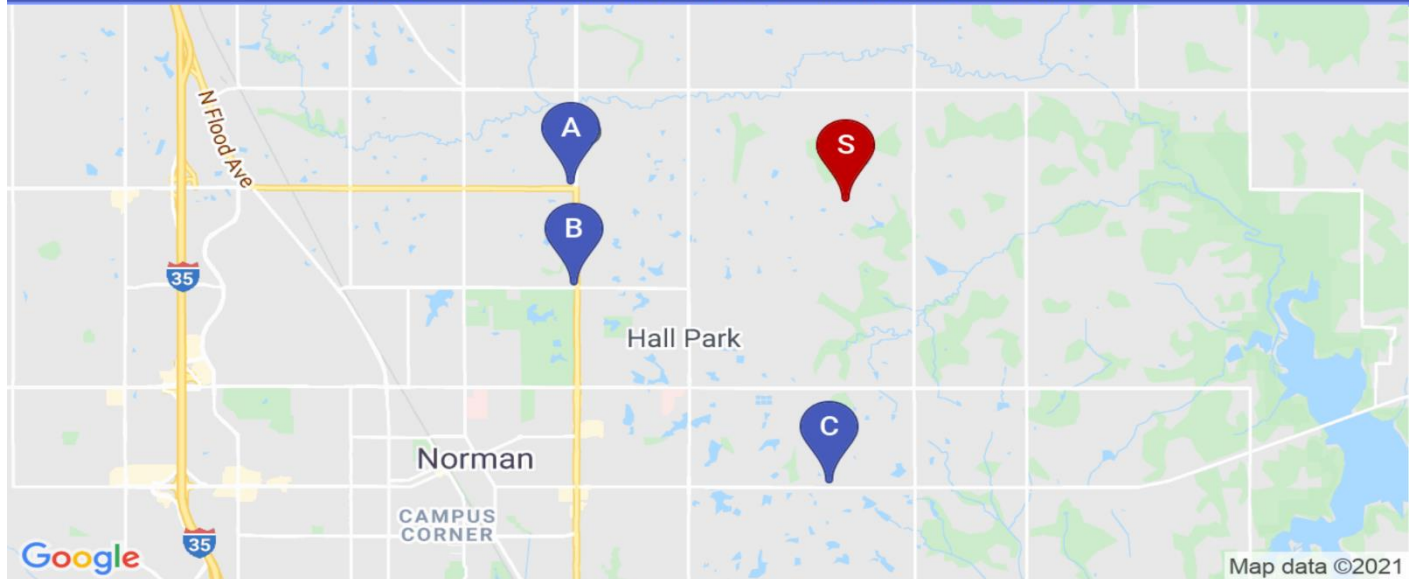 N Flood Ave
A
S
B
35
Hall Park
C
Norman
CAMPUS
CORNER
35
Google
Map data ©2021